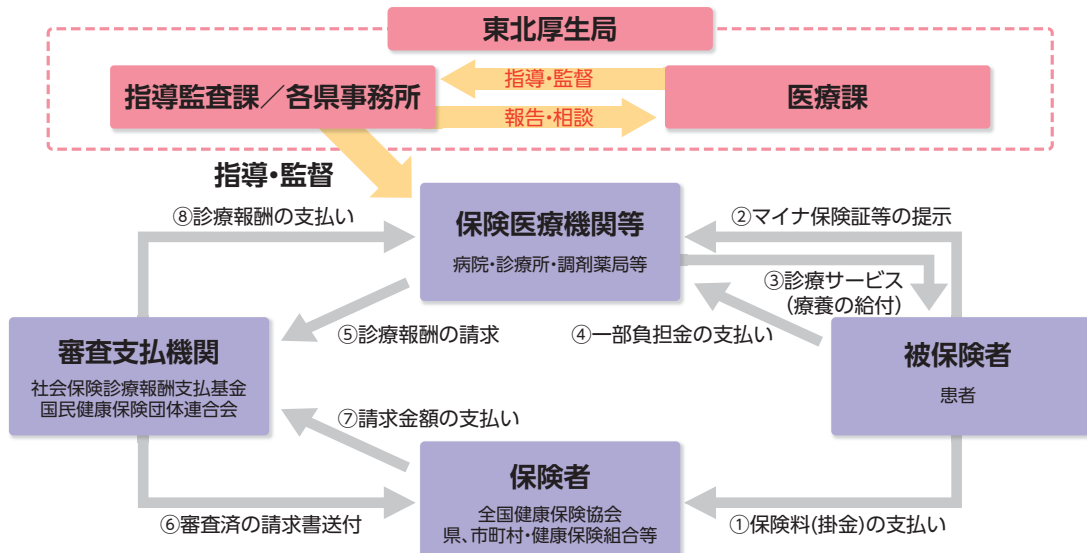 東北厚生局
指導監査課／各県事務所
指導・監督
報告・相談
医療課
指導・監督
⑧診療報酬の支払い
保険医療機関等
病院・診療所・調剤薬局等
②マイナ保険証等の提示
③診療サービス
（療養の給付）
④一部負担金の支払い
⑤診療報酬の請求
審査支払機関
社会保険診療報酬支払基金
国民健康保険団体連合会
被保険者
患者
⑦請求金額の支払い
保険者
全国健康保険協会
県、市町村・健康保険組合等
⑥審査済の請求書送付
①保険料(掛金)の支払い